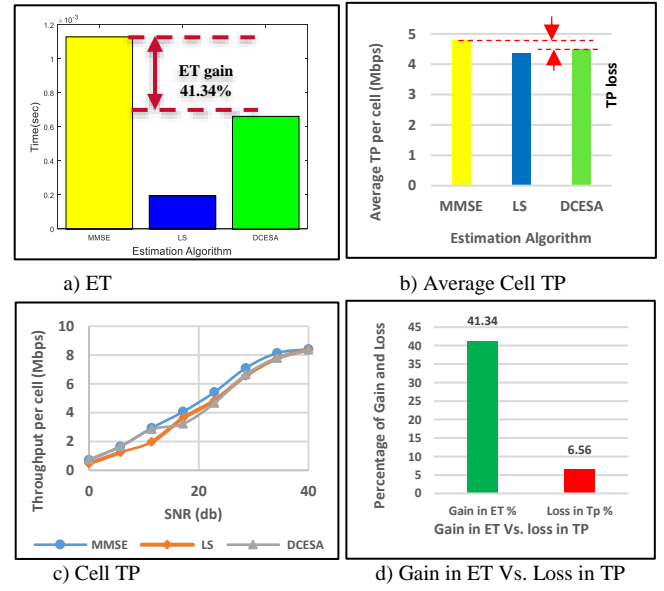 ×10⁻³
1.2
1
0.8
0.6
0.4
0.2
0
Time(sec)
ET gain
41.34%
MMSE LS DCESA
Estimation Algorithm
a) ET
5
4
3
2
1
0
Average TP per cell (Mbps)
TP loss
MMSE LS DCESA
Estimation Algorithm
b) Average Cell TP
10
8
6
4
2
0
Throughput per cell (Mbps)
0 20 40
SNR (db)
MMSE LS DCESA
c) Cell TP
45
40
35
30
25
20
15
10
5
0
Percentage of Gain and Loss
41.34
6.56
Gain in ET % Loss in Tp %
Gain in ET Vs. loss in TP
d) Gain in ET Vs. Loss in TP